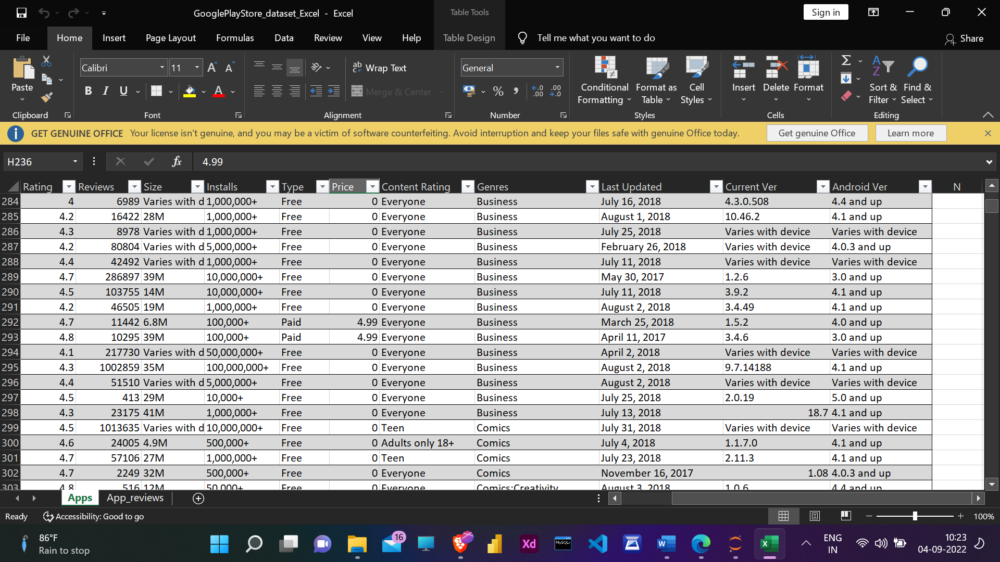 GooglePlayStore_dataset_Excel - Excel
Table Tools
Sign in
File Home Insert Page Layout Formulas Data Review View Help Table Design Tell me what you want to do Share
Paste
Clipboard
Calibri 11
B I U
Font
Wrap Text
Merge & Center
Alignment
General
Number
Conditional Formatting
Format as Table
Cell Styles
Styles
Insert Delete Format
Cells
Sort & Filter
Find & Select
Editing
GET GENUINE OFFICE Your license isn't genuine, and you may be a victim of software counterfeiting. Avoid interruption and keep your files safe with genuine Office today. Get genuine Office Learn more
H236 fx 4.99
Rating Reviews Size Installs Type Price Content Rating Genres Last Updated Current Ver Android Ver N
284 4 6989 Varies with d 1,000,000+ Free 0 Everyone Business July 16, 2018 4.3.0.508 4.4 and up
285 4.2 16422 28M 1,000,000+ Free 0 Everyone Business August 1, 2018 10.46.2 4.1 and up
286 4.3 8978 Varies with d 1,000,000+ Free 0 Everyone Business July 25, 2018 Varies with device Varies with device
287 4.2 80804 Varies with d 5,000,000+ Free 0 Everyone Business February 26, 2018 Varies with device 4.0.3 and up
288 4.4 42492 Varies with d 1,000,000+ Free 0 Everyone Business July 11, 2018 Varies with device Varies with device
289 4.7 286897 39M 10,000,000+ Free 0 Everyone Business May 30, 2017 1.2.6 3.0 and up
290 4.5 103755 14M 10,000,000+ Free 0 Everyone Business July 11, 2018 3.9.2 4.1 and up
291 4.2 46505 19M 1,000,000+ Free 0 Everyone Business August 2, 2018 3.4.49 4.1 and up
292 4.7 11442 6.8M 100,000+ Paid 4.99 Everyone Business March 25, 2018 1.5.2 4.0 and up
293 4.8 10295 39M 100,000+ Paid 4.99 Everyone Business April 11, 2017 3.4.6 3.0 and up
294 4.1 217730 Varies with d 50,000,000+ Free 0 Everyone Business April 2, 2018 Varies with device Varies with device
295 4.3 1002859 35M 100,000,000+ Free 0 Everyone Business August 2, 2018 9.7.14188 4.1 and up
296 4.4 51510 Varies with d 5,000,000+ Free 0 Everyone Business August 2, 2018 Varies with device Varies with device
297 4.5 413 29M 10,000+ Free 0 Everyone Business July 25, 2018 2.0.19 5.0 and up
298 4.3 23175 41M 1,000,000+ Free 0 Everyone Business July 13, 2018 18.7 4.1 and up
299 4.5 1013635 Varies with d 10,000,000+ Free 0 Teen Comics July 31, 2018 Varies with device Varies with device
300 4.6 24005 4.9M 500,000+ Free 0 Adults only 18+ Comics July 4, 2018 1.1.7.0 4.1 and up
301 4.7 57106 27M 1,000,000+ Free 0 Teen Comics July 23, 2018 2.11.3 4.1 and up
302 4.7 2249 32M 500,000+ Free 0 Everyone Comics November 16, 2017 1.08 4.0.3 and up
303 4.8 516 12M 50,000+ Free 0 Everyone Comics;Creativity August 3, 2018 1.0.6 4.4 and up
Apps App_reviews
Ready Accessibility: Good to go 100%
86°F
Rain to stop
16
Xd
MySQL
ENG
IN
10:23
04-09-2022